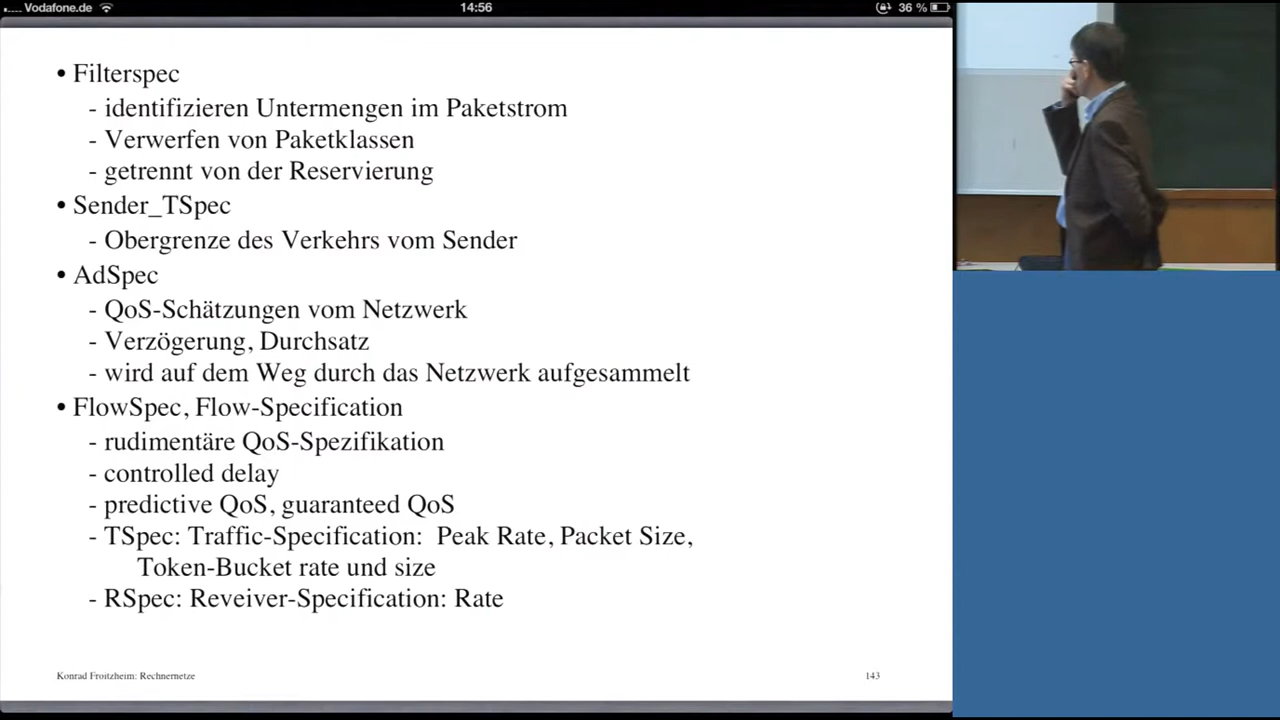 Vodafone.de
14:56
36 %
• Filterspec
- identifizieren Untermengen im Paketstrom
- Verwerfen von Paketklassen
- getrennt von der Reservierung
• Sender_TSpec
- Obergrenze des Verkehrs vom Sender
• AdSpec
- QoS-Schätzungen vom Netzwerk
- Verzögerung, Durchsatz
- wird auf dem Weg durch das Netzwerk aufgesammelt
• FlowSpec, Flow-Specification
- rudimentäre QoS-Spezifikation
- controlled delay
- predictive QoS, guaranteed QoS
- TSpec: Traffic-Specification: Peak Rate, Packet Size,
Token-Bucket rate und size
- RSpec: Reveiver-Specification: Rate
Konrad Froitzheim: Rechnernetze
143